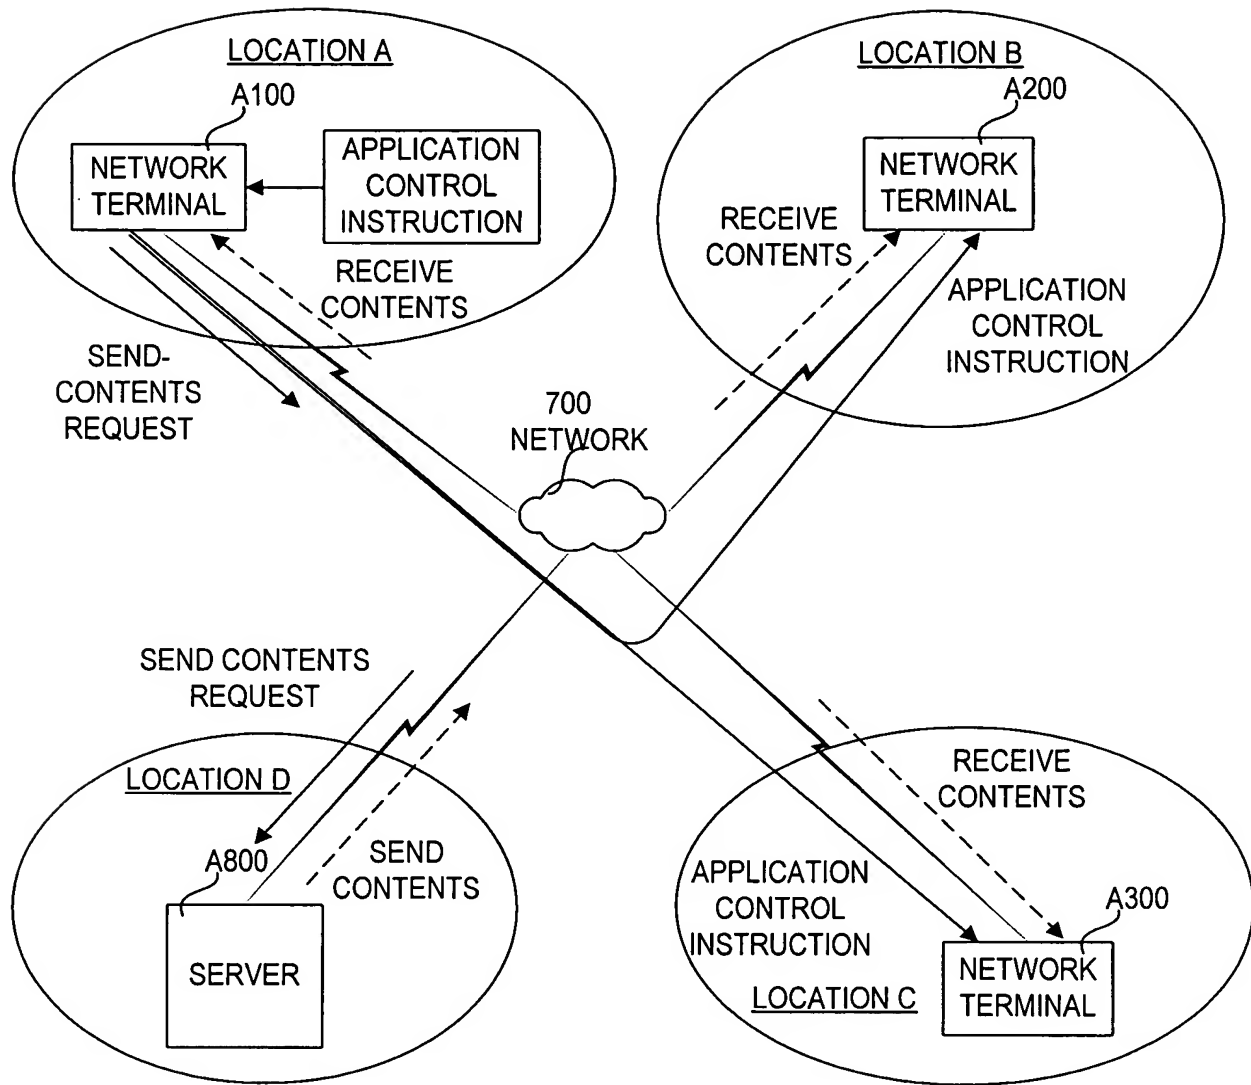 LOCATION A
A100
NETWORK
TERMINAL
APPLICATION
CONTROL
INSTRUCTION
RECEIVE
CONTENTS
SEND-
CONTENTS
REQUEST
LOCATION B
A200
NETWORK
TERMINAL
RECEIVE
CONTENTS
APPLICATION
CONTROL
INSTRUCTION
700
NETWORK
SEND CONTENTS
REQUEST
LOCATION D
A800
SEND
CONTENTS
SERVER
RECEIVE
CONTENTS
APPLICATION
CONTROL
INSTRUCTION
A300
NETWORK
TERMINAL
LOCATION C